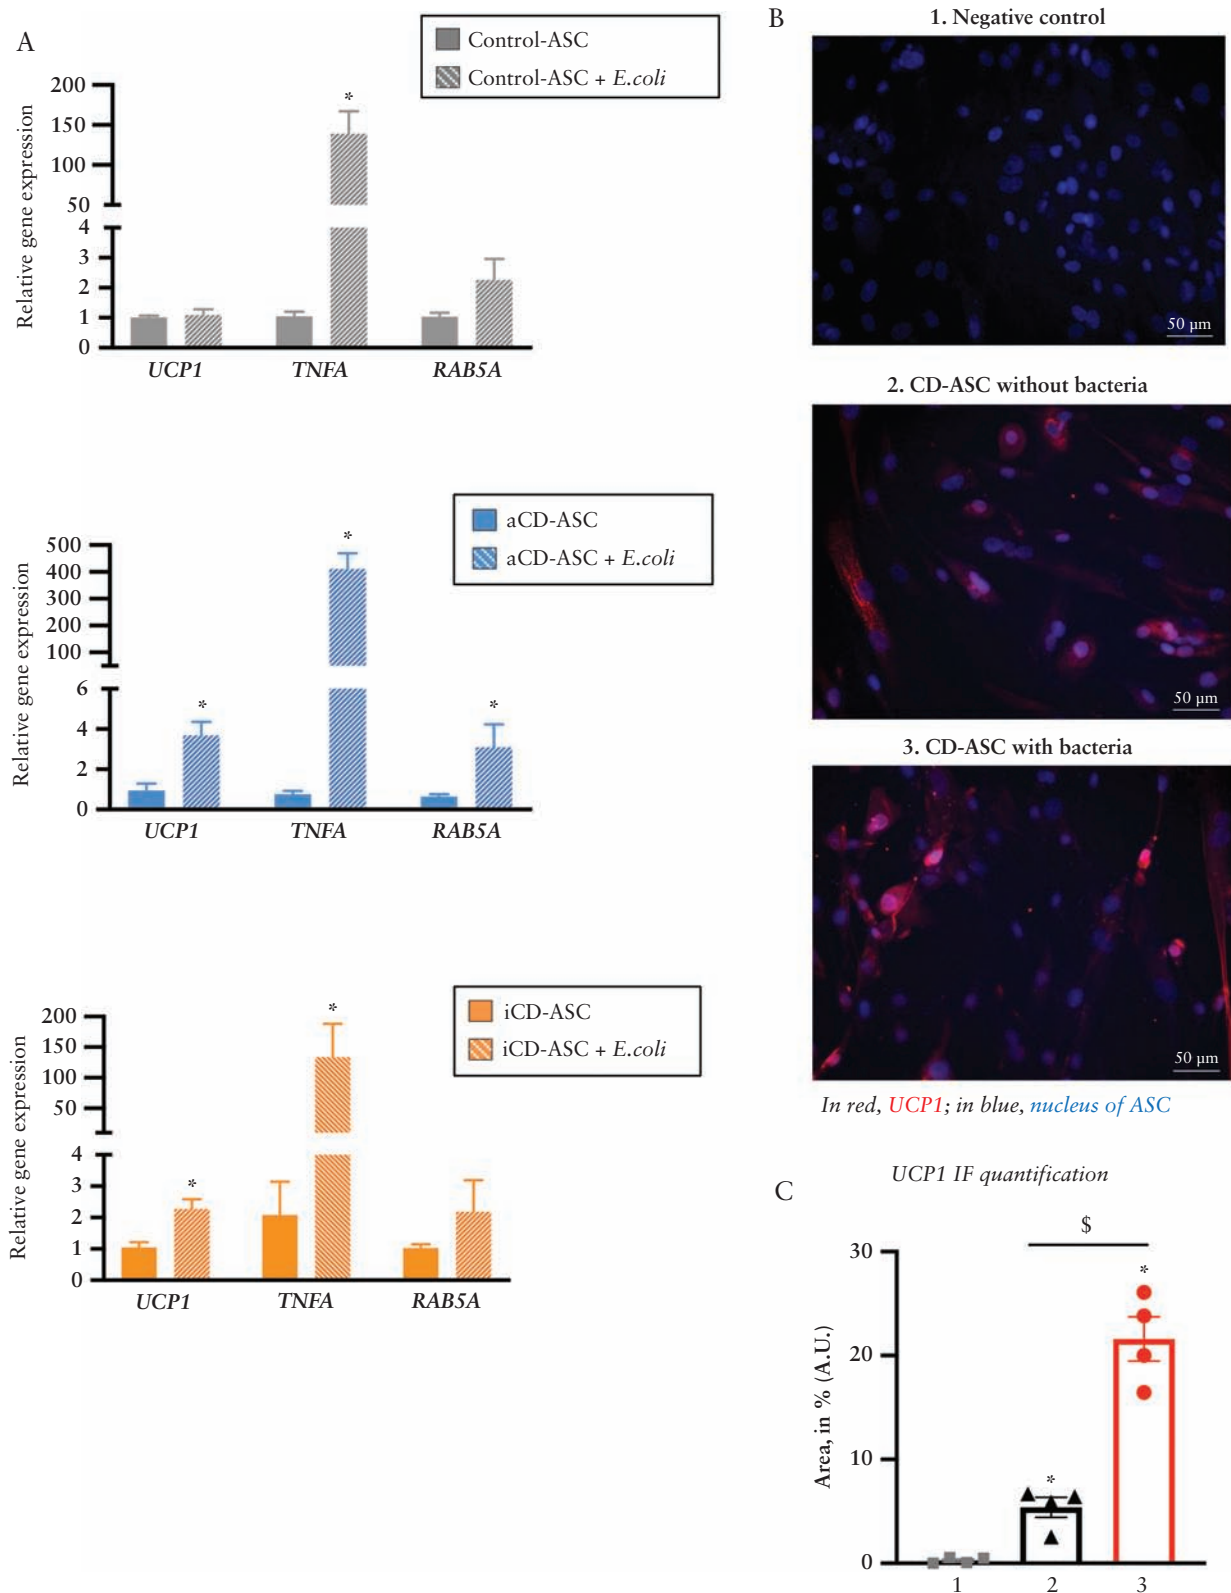 A
Control-ASC
Control-ASC + E.coli
Relative gene expression
200
150
100
50
4
3
2
1
0
UCP1 TNFA RAB5A
*
aCD-ASC
aCD-ASC + E.coli
Relative gene expression
500
400
300
200
100
6
4
2
0
UCP1 TNFA RAB5A
* * *
iCD-ASC
iCD-ASC + E.coli
Relative gene expression
200
150
100
50
4
3
2
1
0
UCP1 TNFA RAB5A
* *
B
1. Negative control
50 µm
2. CD-ASC without bacteria
50 µm
3. CD-ASC with bacteria
50 µm
In red, UCP1; in blue, nucleus of ASC
C
UCP1 IF quantification
$
* *
Area, in % (A.U.)
30
20
10
0
1 2 3